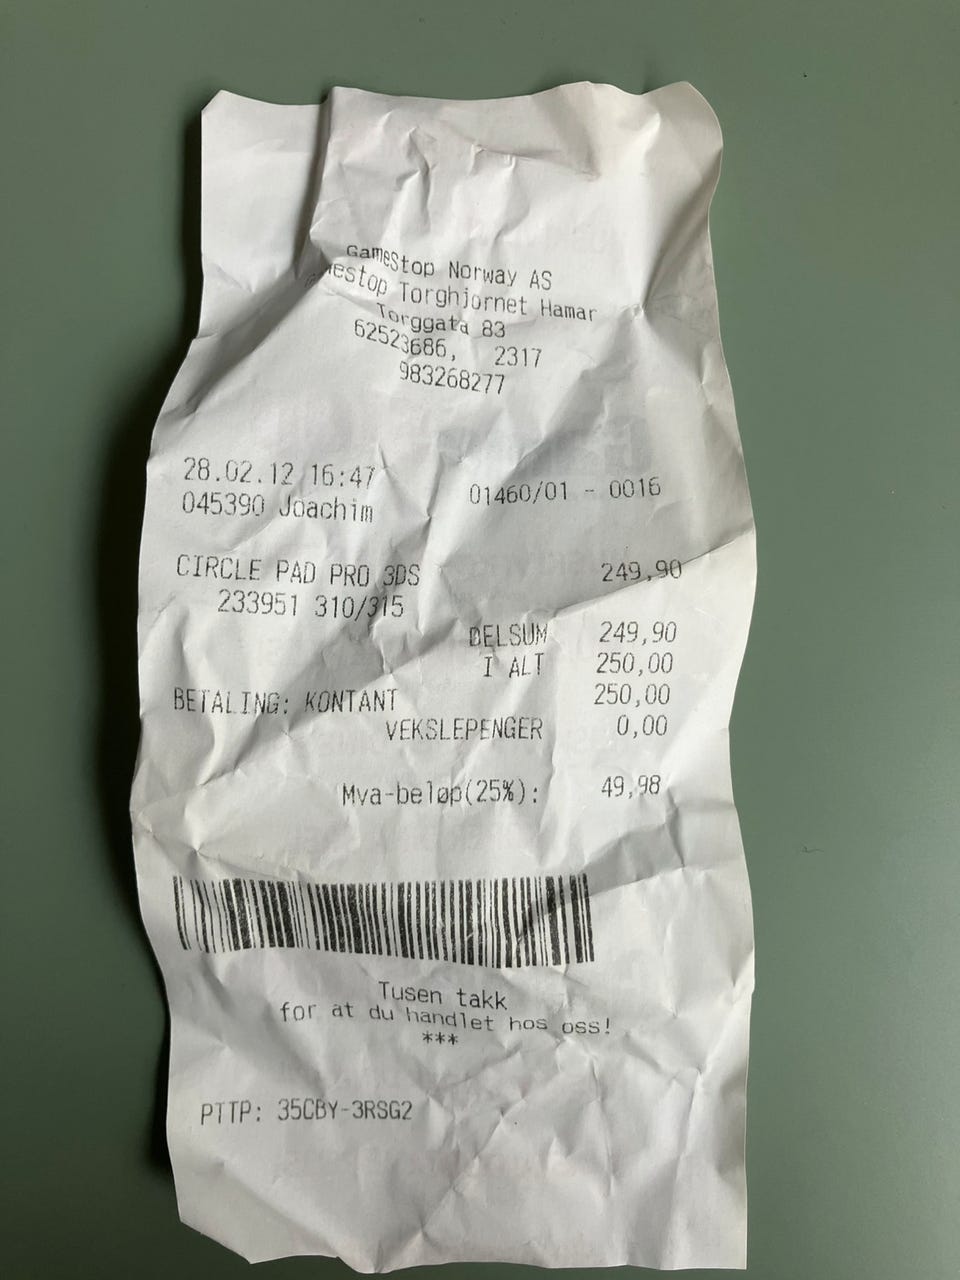 GameStop Norway AS
Gamestop Torghjornet Hamar
Torggata 83
62523686, 2317
983268277
28.02.12 16:47
045390 Joachim 01460/01 - 0016
CIRCLE PAD PRO 3DS 249,90
233951 310/315
DELSUM 249,90
I ALT 250,00
BETALING: KONTANT 250,00
VEKSLEPENGER 0,00
Mva-beløp(25%): 49,98
Tusen takk
for at du handlet hos oss!
***
PTTP: 35CBY-3RSG2